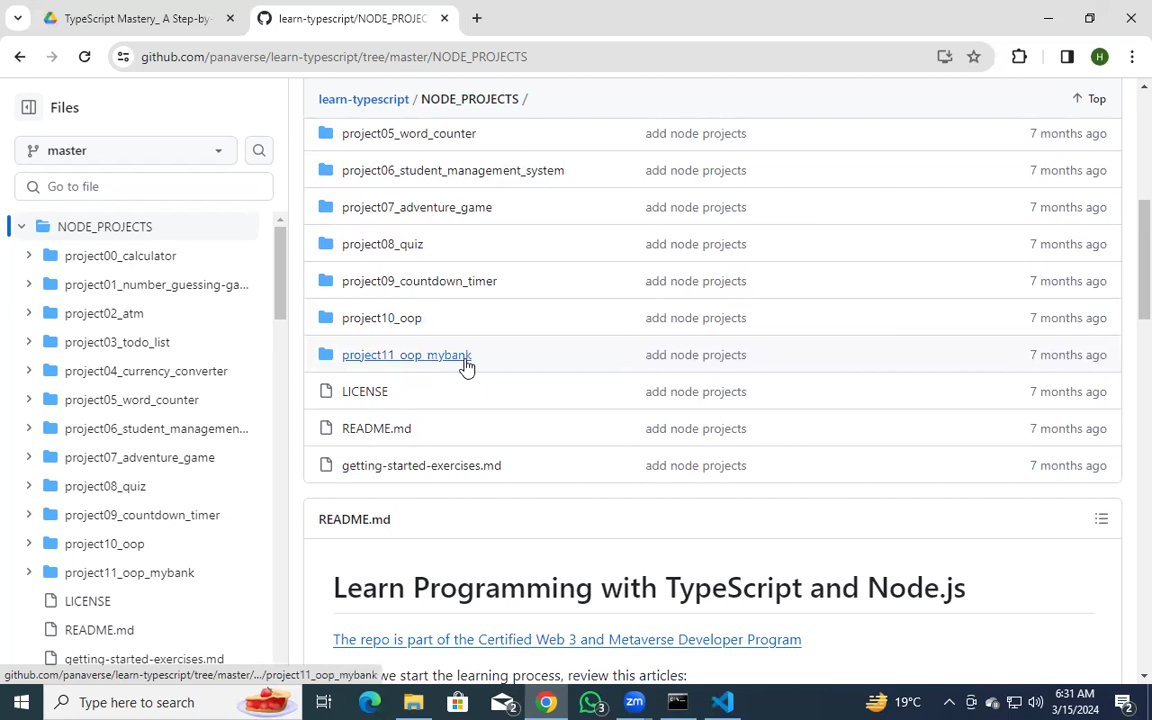 TypeScript Mastery_ A Step-by-
learn-typescript/NODE_PROJEC
github.com/panaverse/learn-typescript/tree/master/NODE_PROJECTS
H
Files
master
Go to file
NODE_PROJECTS
project00_calculator
project01_number_guessing-ga...
project02_atm
project03_todo_list
project04_currency_converter
project05_word_counter
project06_student_managemen...
project07_adventure_game
project08_quiz
project09_countdown_timer
project10_oop
project11_oop_mybank
LICENSE
README.md
getting-started-exercises.md
learn-typescript / NODE_PROJECTS /
Top
project05_word_counter add node projects 7 months ago
project06_student_management_system add node projects 7 months ago
project07_adventure_game add node projects 7 months ago
project08_quiz add node projects 7 months ago
project09_countdown_timer add node projects 7 months ago
project10_oop add node projects 7 months ago
project11_oop_mybank add node projects 7 months ago
LICENSE add node projects 7 months ago
README.md add node projects 7 months ago
getting-started-exercises.md add node projects 7 months ago
README.md
Learn Programming with TypeScript and Node.js
The repo is part of the Certified Web 3 and Metaverse Developer Program
we start the learning process, review this articles:
github.com/panaverse/learn-typescript/tree/master/.../project11_oop_mybank
Type here to search
2
3
zm
19°C
6:31 AM
3/15/2024
2